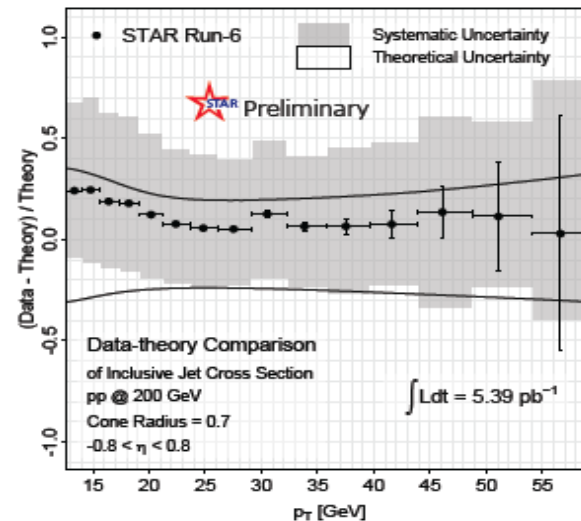 STAR Run-6
Systematic Uncertainty
Theoretical Uncertainty
STAR Preliminary
(Data - Theory) / Theory
1.0
0.5
0.0
-0.5
-1.0
Data-theory Comparison
of Inclusive Jet Cross Section
pp @ 200 GeV
Cone Radius = 0.7
-0.8 < η < 0.8
∫ Ldt = 5.39 pb⁻¹
15 20 25 30 35 40 45 50 55
pT [GeV]